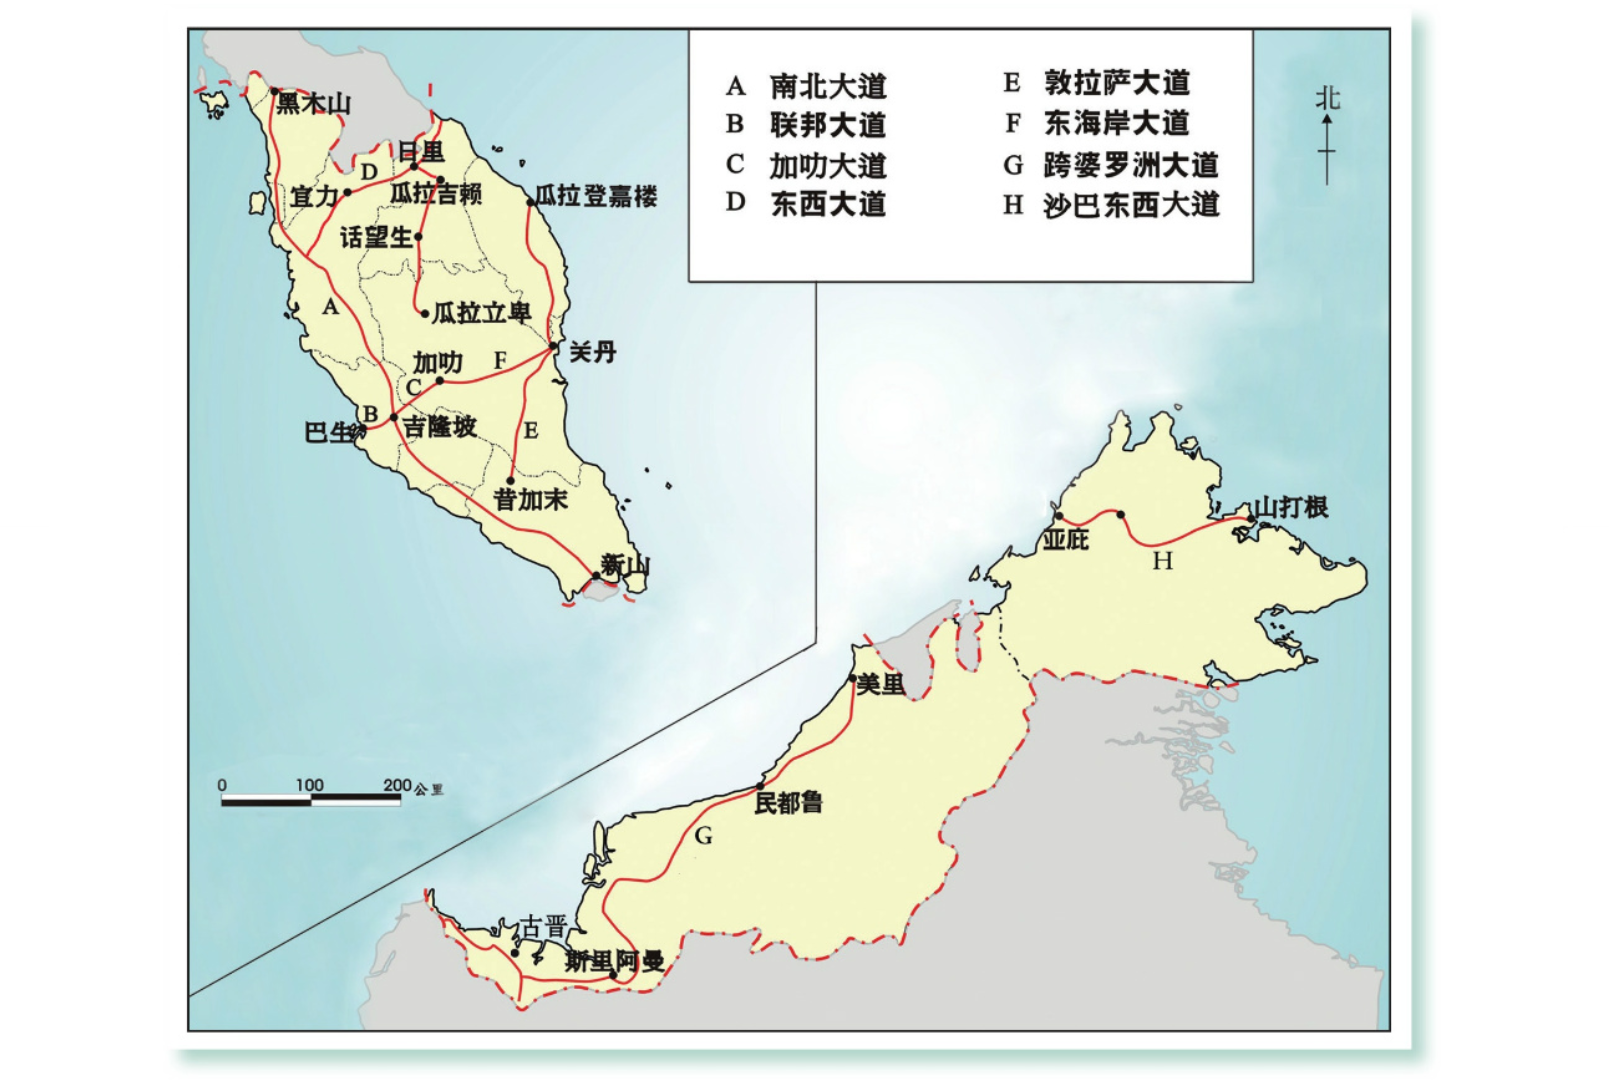 A 南北大道
B 联邦大道
C 加叻大道
D 东西大道
E 敦拉萨大道
F 东海岸大道
G 跨婆罗洲大道
H 沙巴东西大道
北
黑木山
日里
D
宜力
瓜拉吉赖
瓜拉登嘉楼
话望生
A
瓜拉立卑
关丹
加叻
F
C
B
巴生
吉隆坡
E
昔加末
新山
山打根
亚庇
H
美里
0 100 200 公里
民都鲁
G
古晋
斯里阿曼